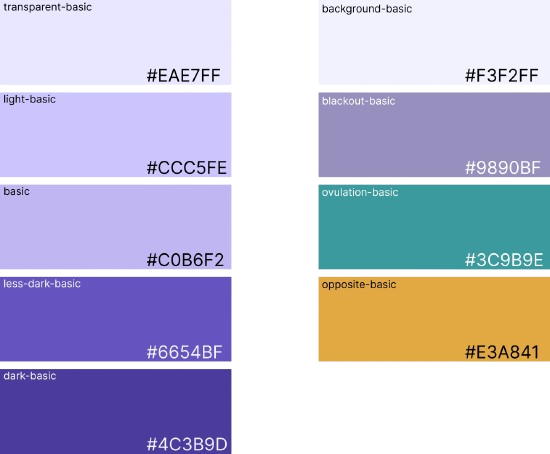 transparent-basic
#EAE7FF
light-basic
#CCC5FE
basic
#C0B6F2
less-dark-basic
#6654BF
dark-basic
#4C3B9D
background-basic
#F3F2FF
blackout-basic
#9890BF
ovulation-basic
#3C9B9E
opposite-basic
#E3A841